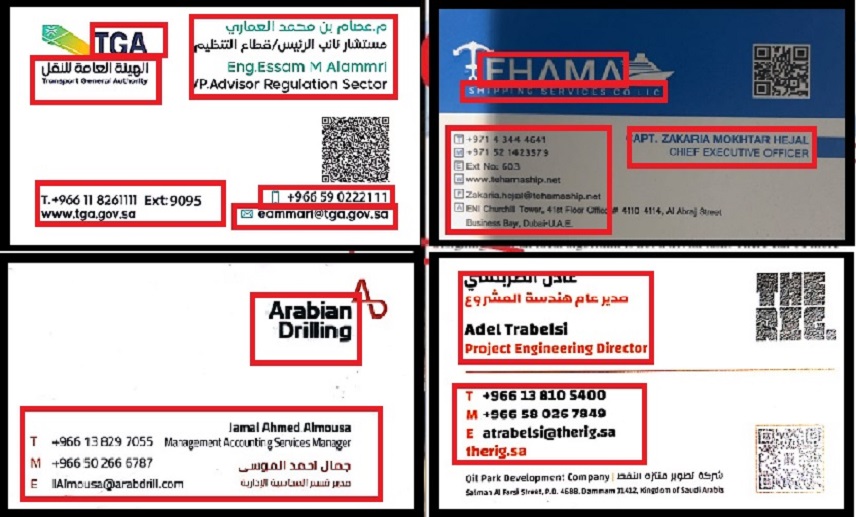 TGA
الهيئة العامة للنقل
Transport General Authority
م.عصام بن محمد العماري
مستشار نائب الرئيس/قطاع التنظيم
Eng.Essam M Alammri
VP.Advisor Regulation Sector
T.+966 11 8261111 Ext: 9095
www.tga.gov.sa
+966 59 0222111
eammari@tga.gov.sa
TEHAMA
SHIPPING SERVICES CO LLC
+971 4 344 4641
+971 52 1623579
Ext No: 603
www.tehamaship.net
Zakaria.hejal@tehamaship.net
ENI Churchill Tower, 41st Floor Office # 4110-4114, Al Abraj Street
Business Bay, Dubai-U.A.E.
CAPT. ZAKARIA MOKHTAR HEJAL
CHIEF EXECUTIVE OFFICER
Arabian
Drilling
Jamal Ahmed Almousa
T +966 13 829 7055 Management Accounting Services Manager
M +966 50 266 6787 جمال احمد الموسى
E llAlmousa@arabdrill.com مدير قسم المحاسبة الإدارية
عادل الطرابلسي
مدير عام هندسة المشروع
Adel Trabelsi
Project Engineering Director
THE
RIG.
T +966 13 810 5400
M +966 58 026 7849
E atrabelsi@therig.sa
therig.sa
Oil Park Development Company | شركة تطوير منتزه النفط
Salman Al Farsi Street, P.O. 4688, Dammam 31412, Kingdom of Saudi Arabia